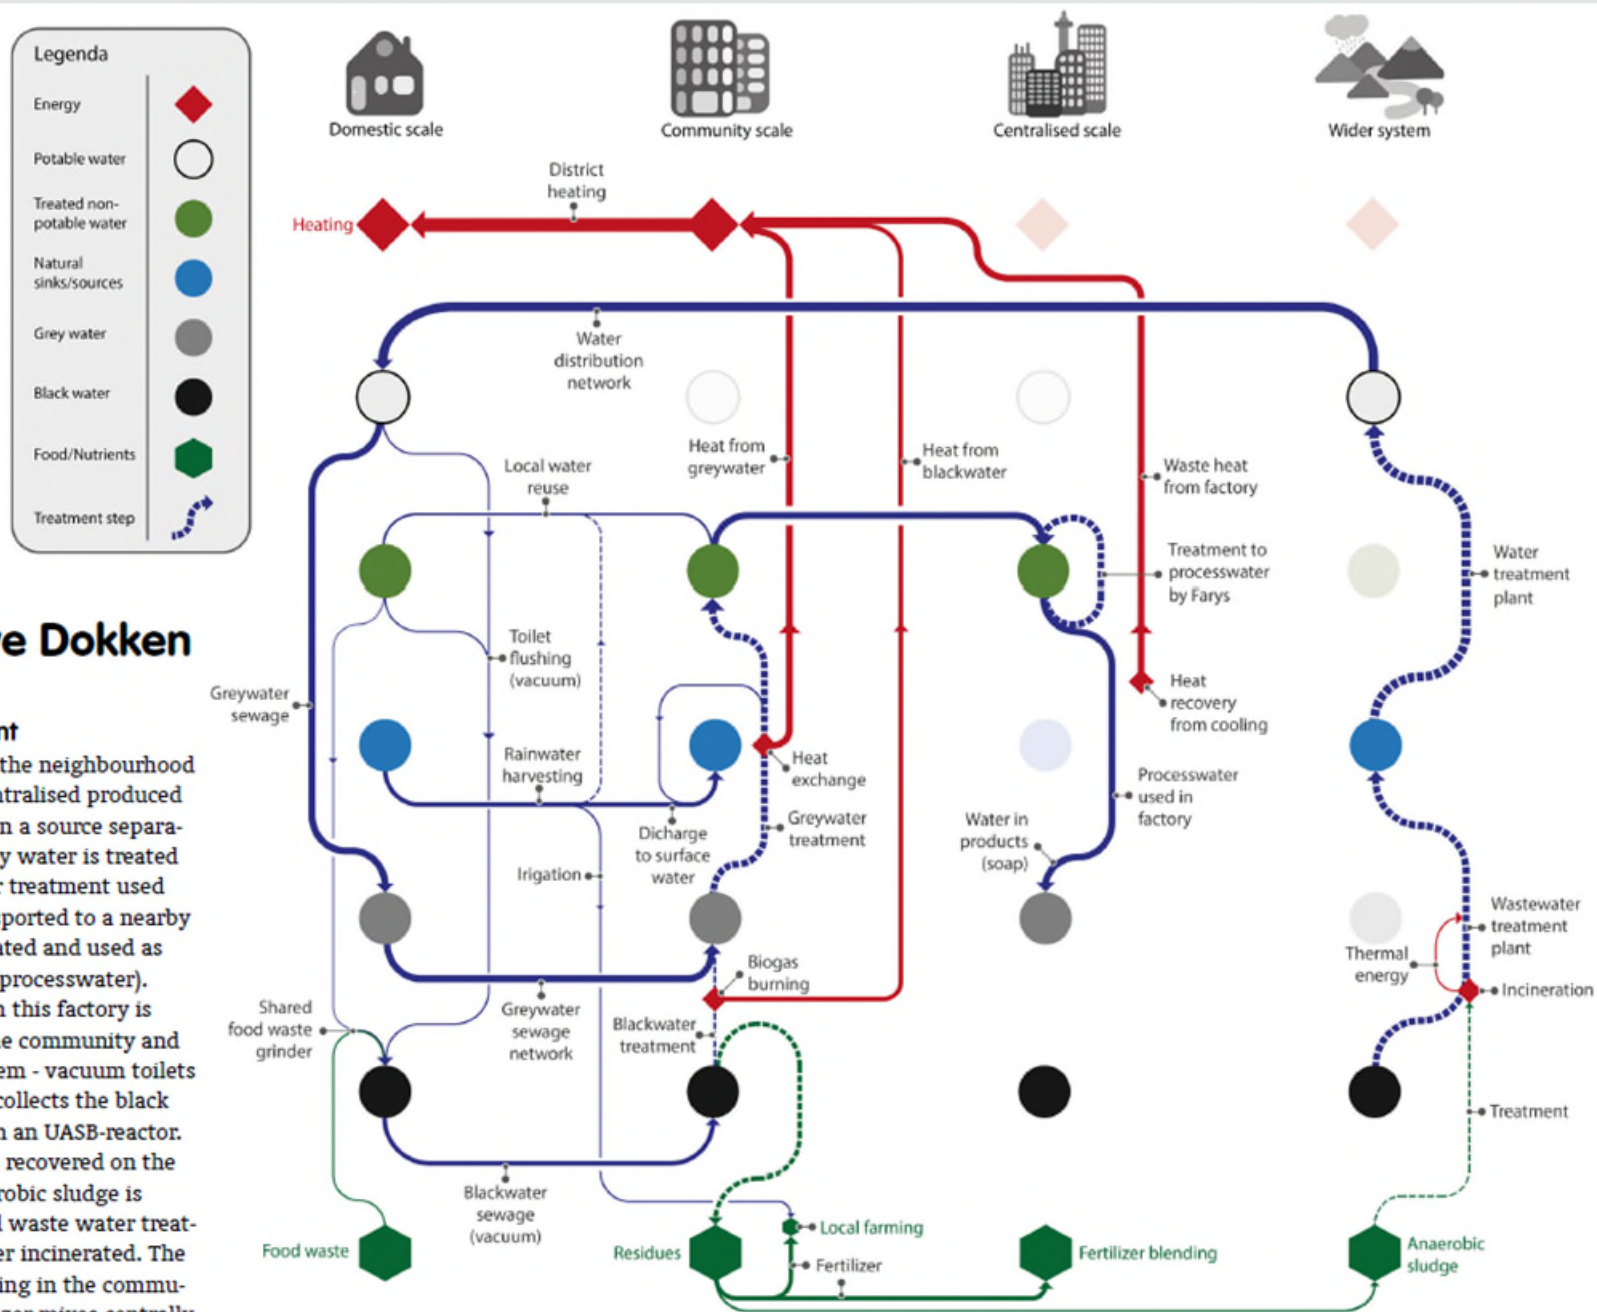 Legenda
Energy
Potable water
Treated non-
potable water
Natural
sinks/sources
Grey water
Black water
Food/Nutrients
Treatment step
Domestic scale
Community scale
Centralised scale
Wider system
District
heating
Heating
Water
distribution
network
Heat from
greywater
Heat from
blackwater
Waste heat
from factory
Local water
reuse
Treatment to
processwater
by Farys
Water
treatment
plant
Toilet
flushing
(vacuum)
Greywater
sewage
Heat
recovery
from cooling
Rainwater
harvesting
Heat
exchange
Dicharge
to surface
water
Greywater
treatment
Processwater
used in
factory
Water in
products
(soap)
Irigation
Wastewater
treatment
plant
Thermal
energy
Incineration
Biogas
burning
Greywater
sewage
network
Blackwater
treatment
Shared
food waste
grinder
Treatment
Blackwater
sewage
(vacuum)
Food waste
Residues
Local farming
Fertilizer
Fertilizer blending
Anaerobic
sludge
e Dokken
nt
the neighbourhood
ntralised produced
n a source separa-
y water is treated
r treatment used
sported to a nearby
ated and used as
processwater).
n this factory is
e community and
em - vacuum toilets
collects the black
n an UASB-reactor.
recovered on the
robic sludge is
l waste water treat-
er incinerated. The
ing in the commu-